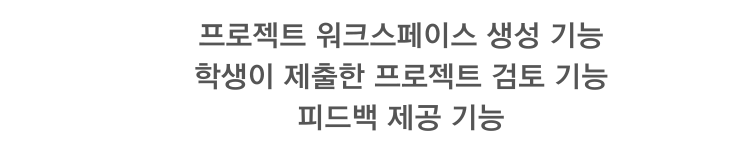 프로젝트 워크스페이스 생성 기능
학생이 제출한 프로젝트 검토 기능
피드백 제공 기능